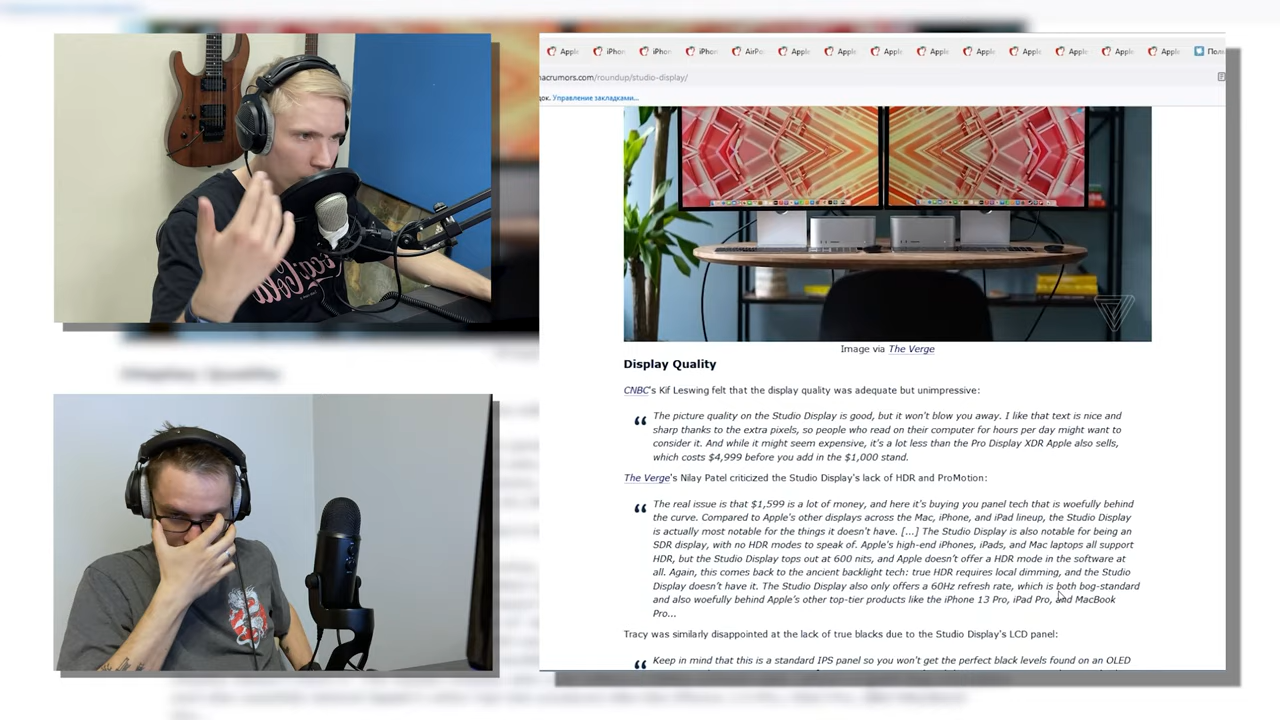 Apple
iPhon
iPhon
iPhon
AirPo
Apple
Apple
Apple
Apple
Apple
Apple
Apple
Apple
Apple
macrumors.com/roundup/studio-display/
док. Управление закладками...
Image via The Verge
Display Quality
CNBC's Kif Leswing felt that the display quality was adequate but unimpressive:
“ The picture quality on the Studio Display is good, but it won't blow you away. I like that text is nice and
sharp thanks to the extra pixels, so people who read on their computer for hours per day might want to
consider it. And while it might seem expensive, it's a lot less than the Pro Display XDR Apple also sells,
which costs $4,999 before you add in the $1,000 stand.
The Verge's Nilay Patel criticized the Studio Display's lack of HDR and ProMotion:
“ The real issue is that $1,599 is a lot of money, and here it's buying you panel tech that is woefully behind
the curve. Compared to Apple's other displays across the Mac, iPhone, and iPad lineup, the Studio Display
is actually most notable for the things it doesn't have. [...] The Studio Display is also notable for being an
SDR display, with no HDR modes to speak of. Apple's high-end iPhones, iPads, and Mac laptops all support
HDR, but the Studio Display tops out at 600 nits, and Apple doesn't offer a HDR mode in the software at
all. Again, this comes back to the ancient backlight tech: true HDR requires local dimming, and the Studio
Display doesn't have it. The Studio Display also only offers a 60Hz refresh rate, which is both bog-standard
and also woefully behind Apple's other top-tier products like the iPhone 13 Pro, iPad Pro, and MacBook
Pro...
Tracy was similarly disappointed at the lack of true blacks due to the Studio Display's LCD panel:
“ Keep in mind that this is a standard IPS panel so you won't get the perfect black levels found on an OLED